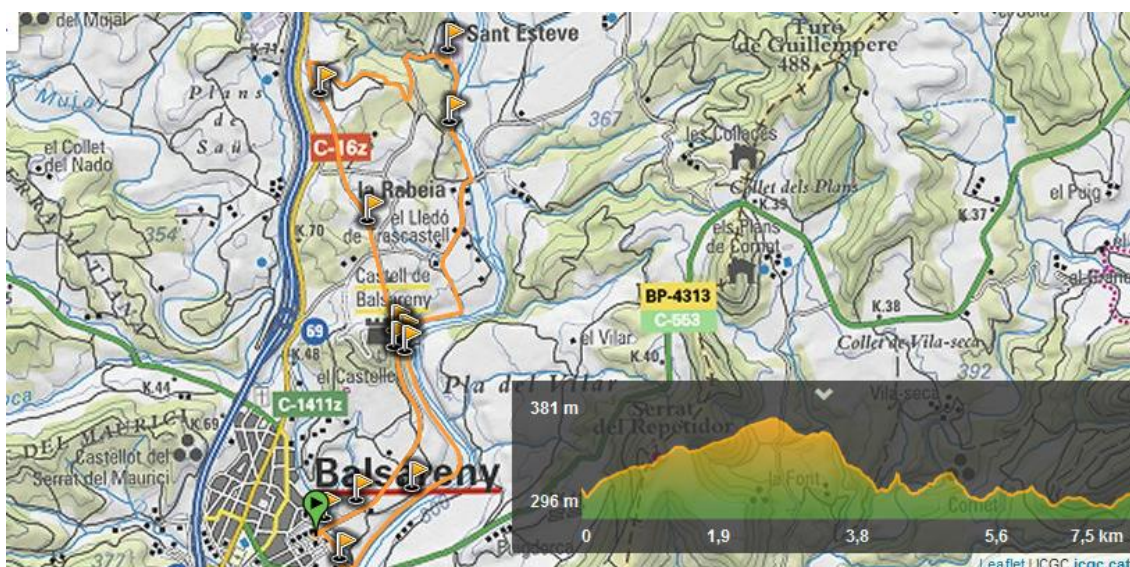 del Mujal
K.71
Sant Esteve
Turó
de Guillempere
488
Plans
de
Saü
Mujal
367
les Collades
C-16z
el Collet
del Nado
Collet dels Plans
K.39
la Rabeia
el Lledó
de Trascastell
el Puig
K.37
els Plans
de Cornet
354
K.70
Castell de
Balsareny
BP-4313
C-553
K.38
69
el Vilar
Collet de Vila-seca
K.48
K.40
392
K.44
Pla del Vilar
C-1411z
Vila-seca
381 m
Serrat
del Repetidor
DEL MAURICI
K.69
Castellot del
Serrat del Maurici
Balsareny
la Font
296 m
Cornet
377
0
1,9
3,8
5,6
7,5 km
Leaflet | ICGC icgc.cat